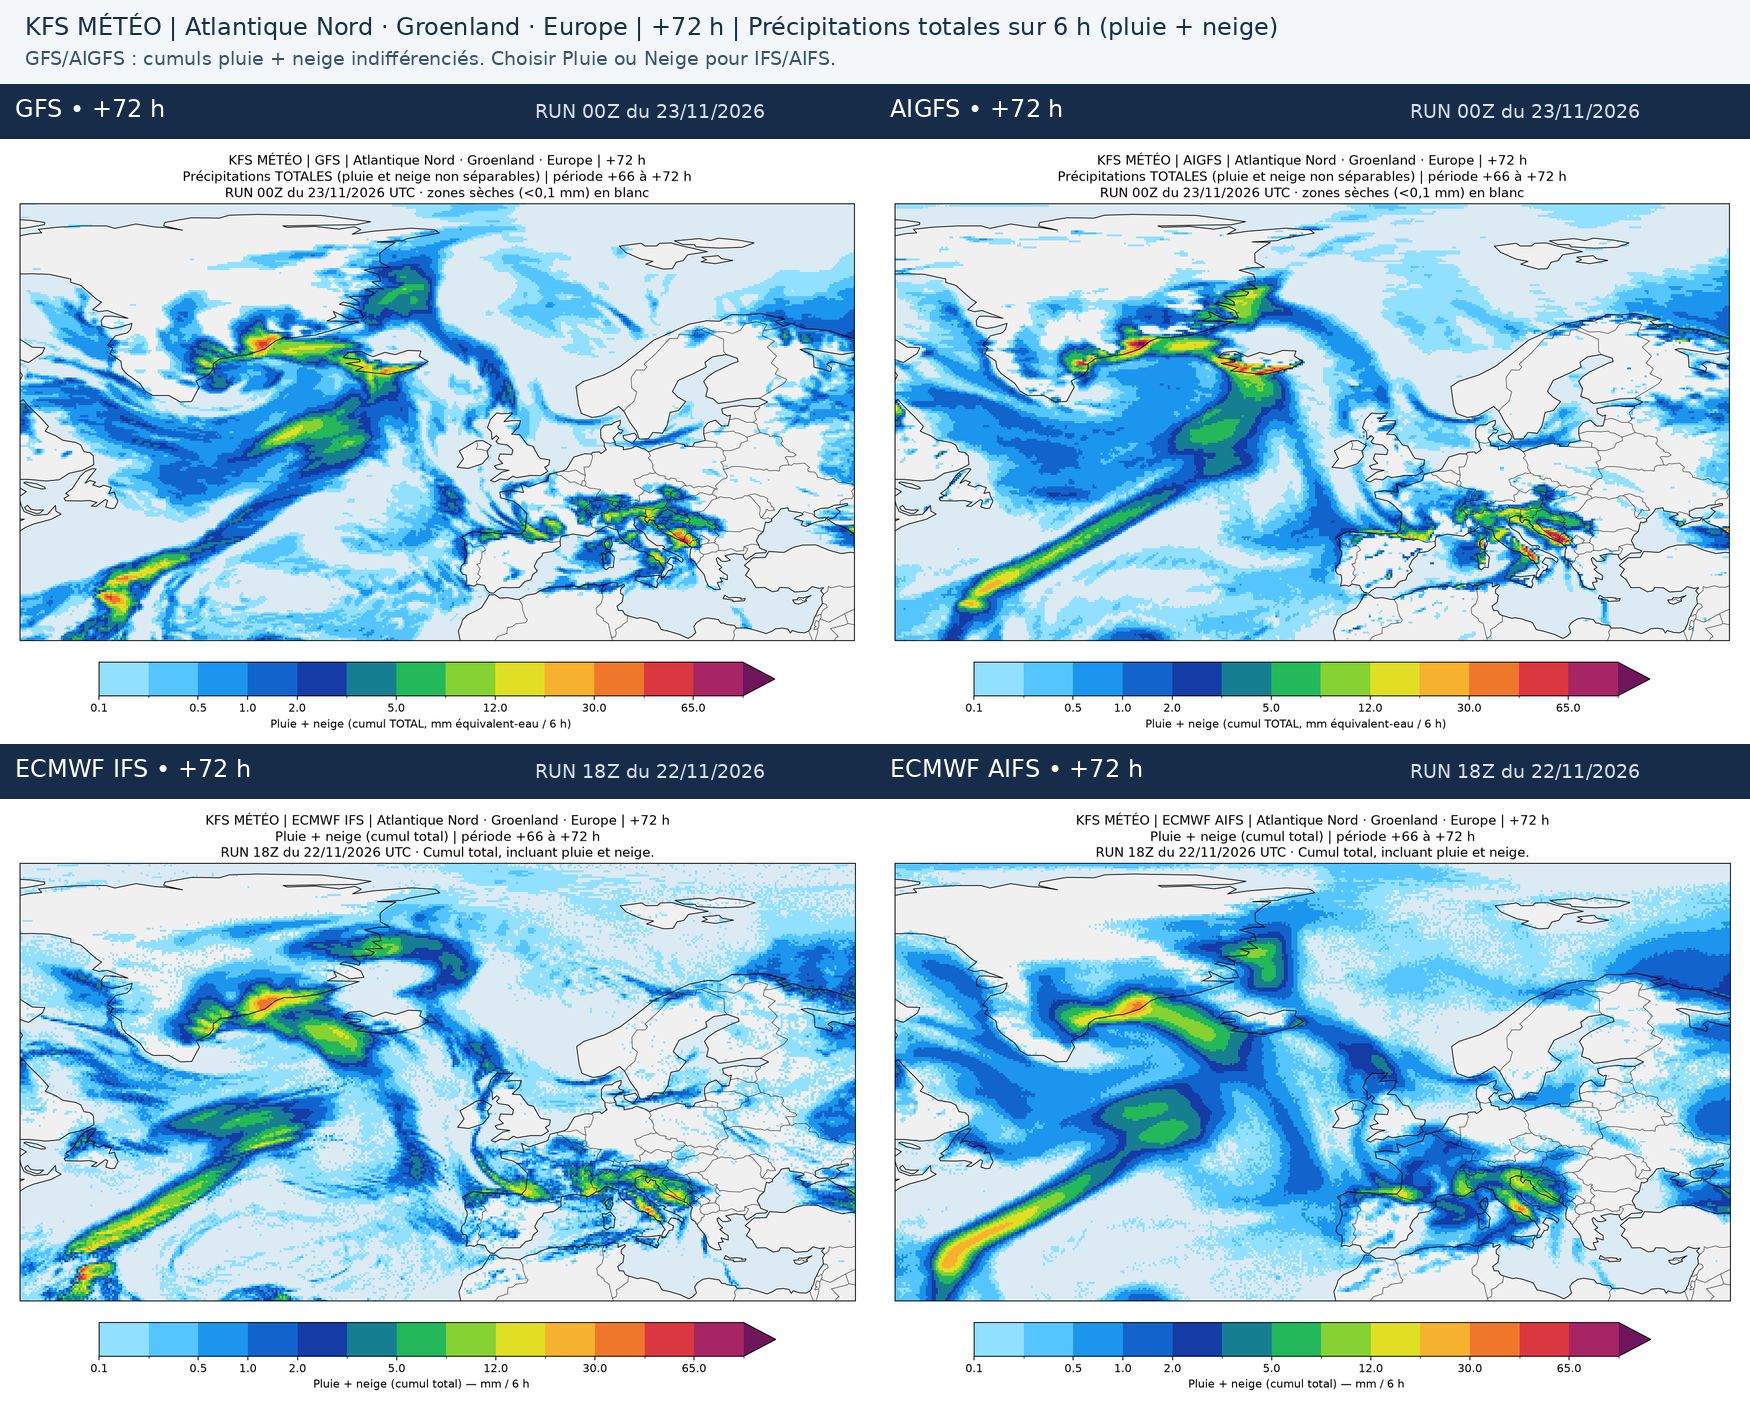 KFS MÉTÉO | Atlantique Nord · Groenland · Europe | +72 h | Précipitations totales sur 6 h (pluie + neige)
GFS/AIGFS : cumuls pluie + neige indifférenciés. Choisir Pluie ou Neige pour IFS/AIFS.
GFS • +72 h RUN 00Z du 23/11/2026
KFS MÉTÉO | GFS | Atlantique Nord · Groenland · Europe | +72 h
Précipitations TOTALES (pluie et neige non séparables) | période +66 à +72 h
RUN 00Z du 23/11/2026 UTC · zones sèches (<0,1 mm) en blanc
0.1 0.5 1.0 2.0 5.0 12.0 30.0 65.0
Pluie + neige (cumul TOTAL, mm équivalent-eau / 6 h)
AIGFS • +72 h RUN 00Z du 23/11/2026
KFS MÉTÉO | AIGFS | Atlantique Nord · Groenland · Europe | +72 h
Précipitations TOTALES (pluie et neige non séparables) | période +66 à +72 h
RUN 00Z du 23/11/2026 UTC · zones sèches (<0,1 mm) en blanc
0.1 0.5 1.0 2.0 5.0 12.0 30.0 65.0
Pluie + neige (cumul TOTAL, mm équivalent-eau / 6 h)
ECMWF IFS • +72 h RUN 18Z du 22/11/2026
KFS MÉTÉO | ECMWF IFS | Atlantique Nord · Groenland · Europe | +72 h
Pluie + neige (cumul total) | période +66 à +72 h
RUN 18Z du 22/11/2026 UTC · Cumul total, incluant pluie et neige.
0.1 0.5 1.0 2.0 5.0 12.0 30.0 65.0
Pluie + neige (cumul total) — mm / 6 h
ECMWF AIFS • +72 h RUN 18Z du 22/11/2026
KFS MÉTÉO | ECMWF AIFS | Atlantique Nord · Groenland · Europe | +72 h
Pluie + neige (cumul total) | période +66 à +72 h
RUN 18Z du 22/11/2026 UTC · Cumul total, incluant pluie et neige.
0.1 0.5 1.0 2.0 5.0 12.0 30.0 65.0
Pluie + neige (cumul total) — mm / 6 h